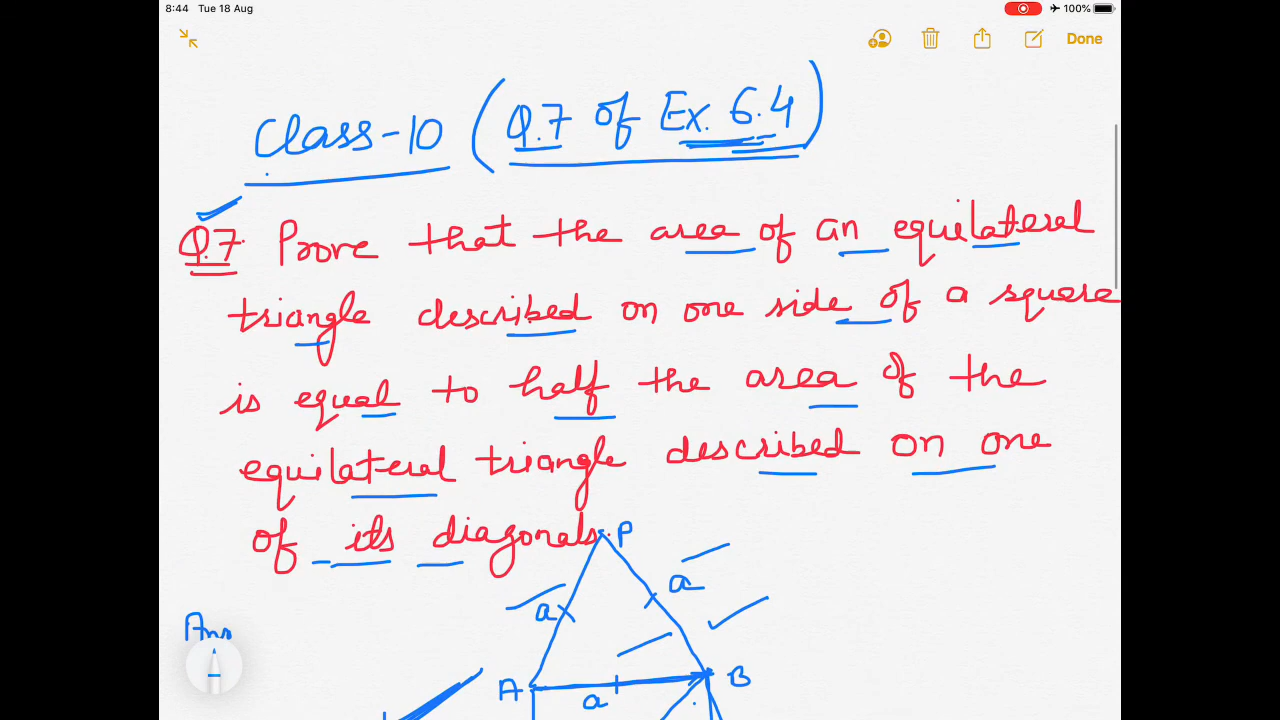 8:44 Tue 18 Aug
100%
Done
Class-10 (Q.7 of Ex. 6.4)
Q.7 Prove that the area of an equilateral
triangle described on one side of a square
is equal to half the area of the
equilateral triangle described on one
of its diagonals.
P
a
a
Ans
A
B
a